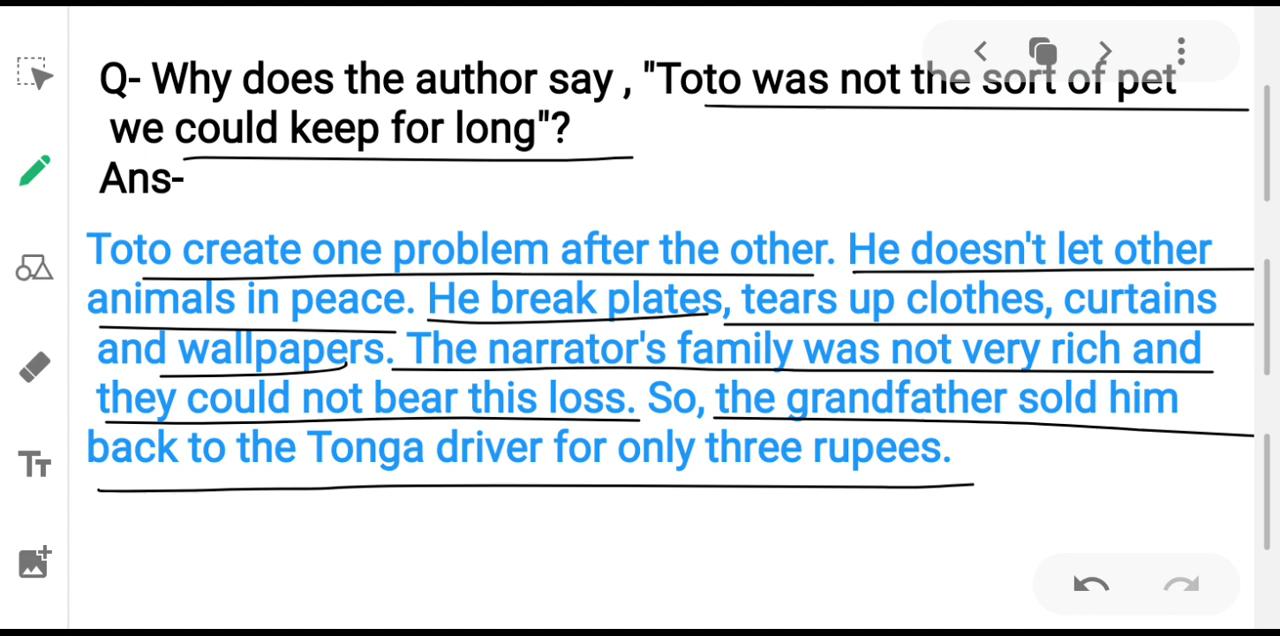 Q- Why does the author say , "Toto was not the sort of pet
we could keep for long"?
Ans-
Toto create one problem after the other. He doesn't let other
animals in peace. He break plates, tears up clothes, curtains
and wallpapers. The narrator's family was not very rich and
they could not bear this loss. So, the grandfather sold him
back to the Tonga driver for only three rupees.
TT